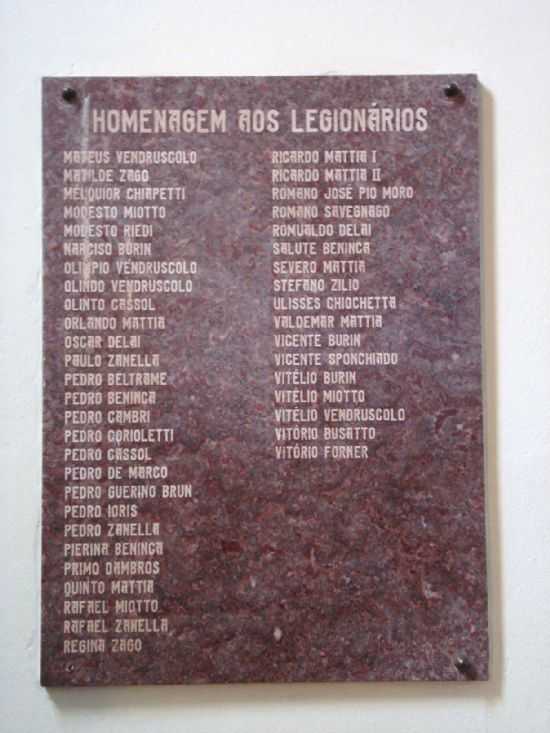 HOMENAGEM AOS LEGIONÁRIOS
MATEUS VENDRUSCOLO
MATILDE ZAGO
MELQUIOR CHIAPETTI
MODESTO MIOTTO
MODESTO RIEDI
NARCISO BURIN
OLIMPIO VENDRUSCOLO
OLINDO VENDRUSCOLO
OLINTO CASSOL
ORLANDO MATTIA
OSCAR DELAI
PAULO ZANELLA
PEDRO BELTRAME
PEDRO BENINCA
PEDRO CAMBRI
PEDRO CORIOLETTI
PEDRO CASSOL
PEDRO DE MARCO
PEDRO GUERINO BRUN
PEDRO IORIS
PEDRO ZANELLA
PIERINA BENINCA
PRIMO DAMBROS
QUINTO MATTIA
RAFAEL MIOTTO
RAFAEL ZANELLA
REGINA ZAGO
RICARDO MATTIA I
RICARDO MATTIA II
ROMANO JOSÉ PIO MORO
ROMANO SAVEGNAGO
ROMUALDO DELAI
SALUTE BENINCA
SEVERO MATTIA
STEFANO ZILIO
ULISSES CHIOCHETTA
VALDEMAR MATTIA
VICENTE BURIN
VICENTE SPONCHIADO
VITÉLIO BURIN
VITÉLIO MIOTTO
VITÉLIO VENDRUSCOLO
VITÓRIO BUSATTO
VITÓRIO FORNER